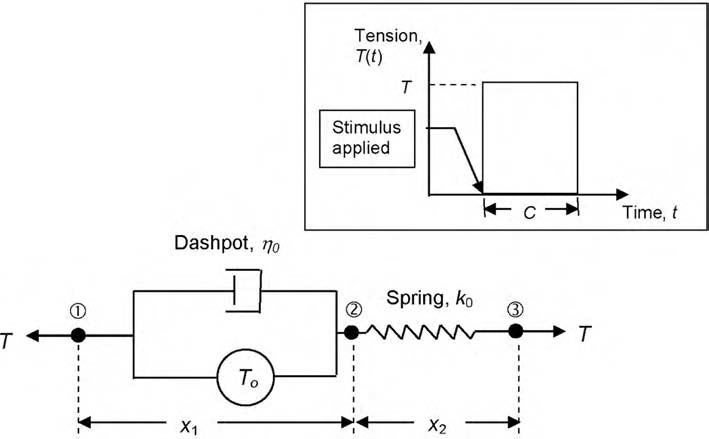 Tension,
T(t)
T
Stimulus
applied
C
Time, t
Dashpot, η0
① ② Spring, k0 ③
T T
To
x1 x2